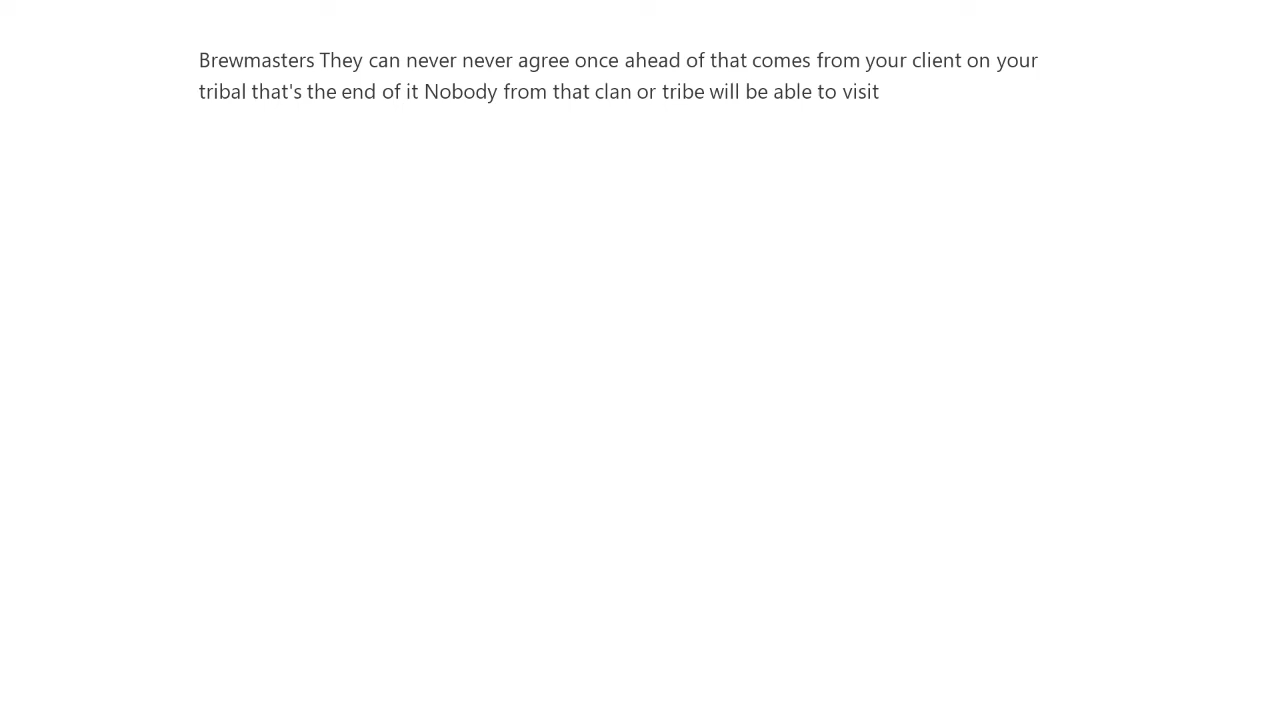 Brewmasters They can never never agree once ahead of that comes from your client on your
tribal that's the end of it Nobody from that clan or tribe will be able to visit